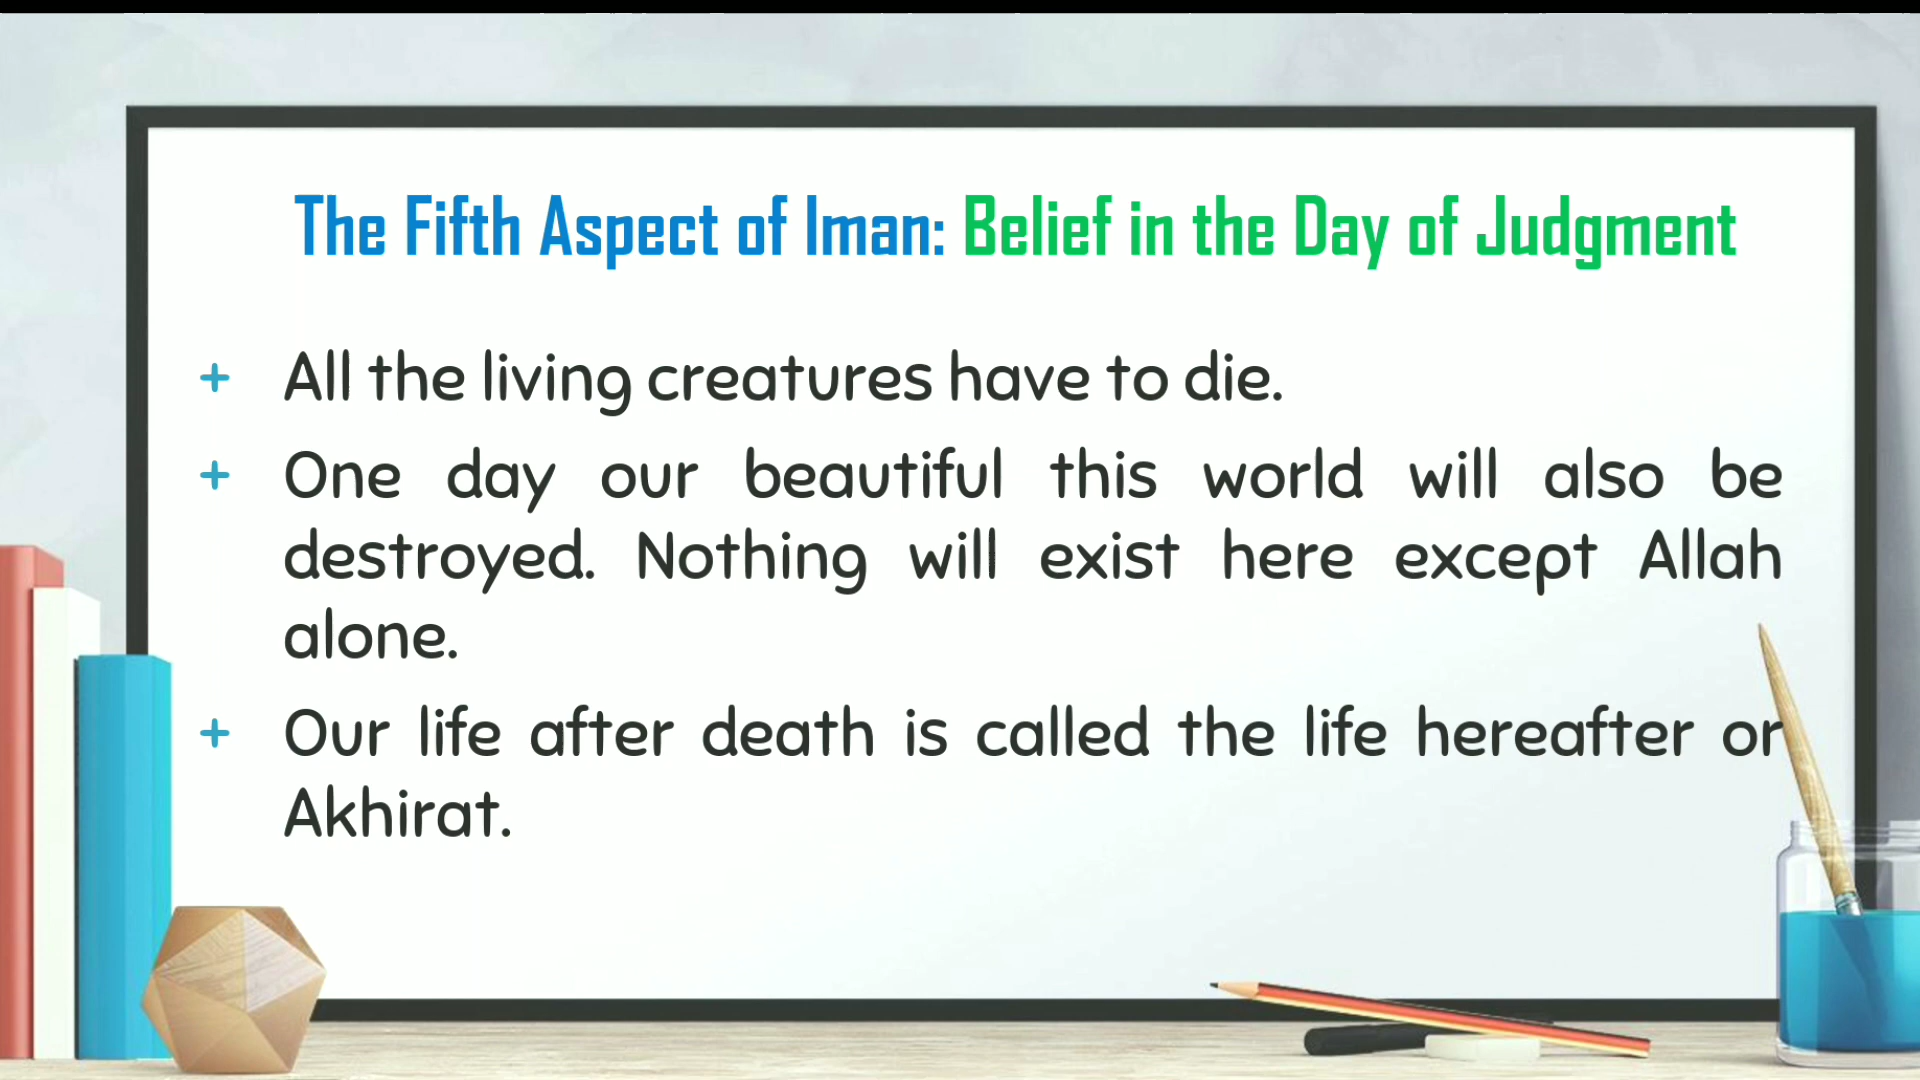 The Fifth Aspect of Iman: Belief in the Day of Judgment
+ All the living creatures have to die.
+ One day our beautiful this world will also be
destroyed. Nothing will exist here except Allah
alone.
+ Our life after death is called the life hereafter or
Akhirat.